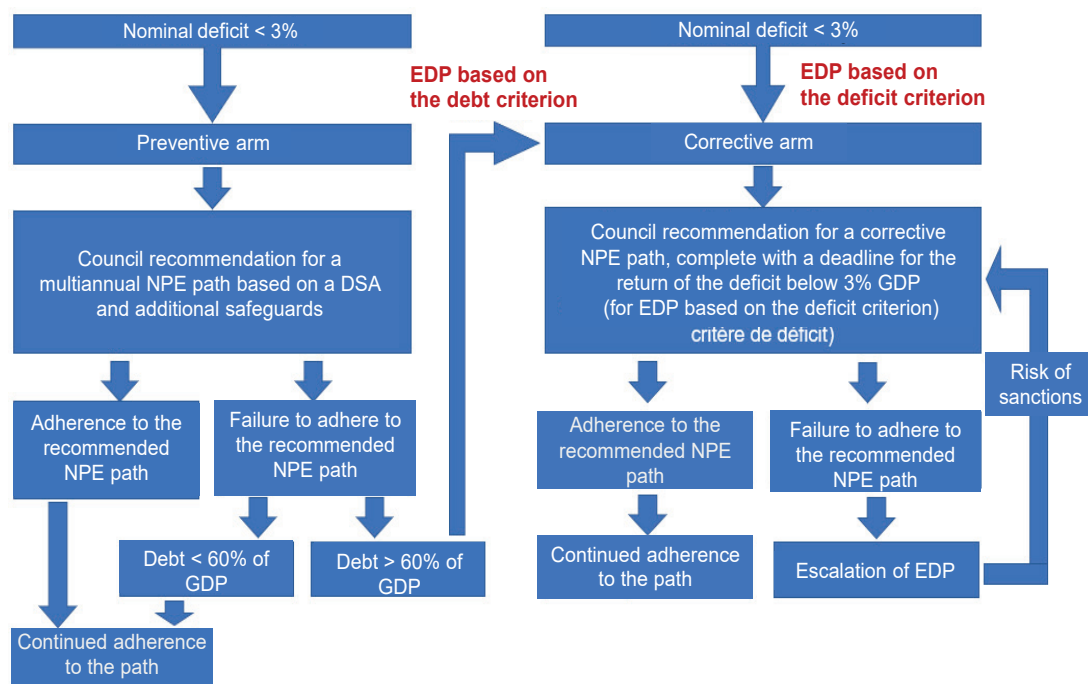 Nominal deficit < 3%
Preventive arm
Council recommendation for a
multiannual NPE path based on a DSA
and additional safeguards
Adherence to the
recommended
NPE path
Failure to adhere to
the recommended
NPE path
Debt < 60% of
GDP
Debt > 60% of
GDP
Continued adherence
to the path
EDP based on
the debt criterion
Nominal deficit < 3%
EDP based on
the deficit criterion
Corrective arm
Council recommendation for a corrective
NPE path, complete with a deadline for the
return of the deficit below 3% GDP
(for EDP based on the deficit criterion)
critère de déficit)
Adherence to the
recommended NPE
path
Failure to adhere to
the recommended
NPE path
Continued adherence
to the path
Escalation of EDP
Risk of
sanctions